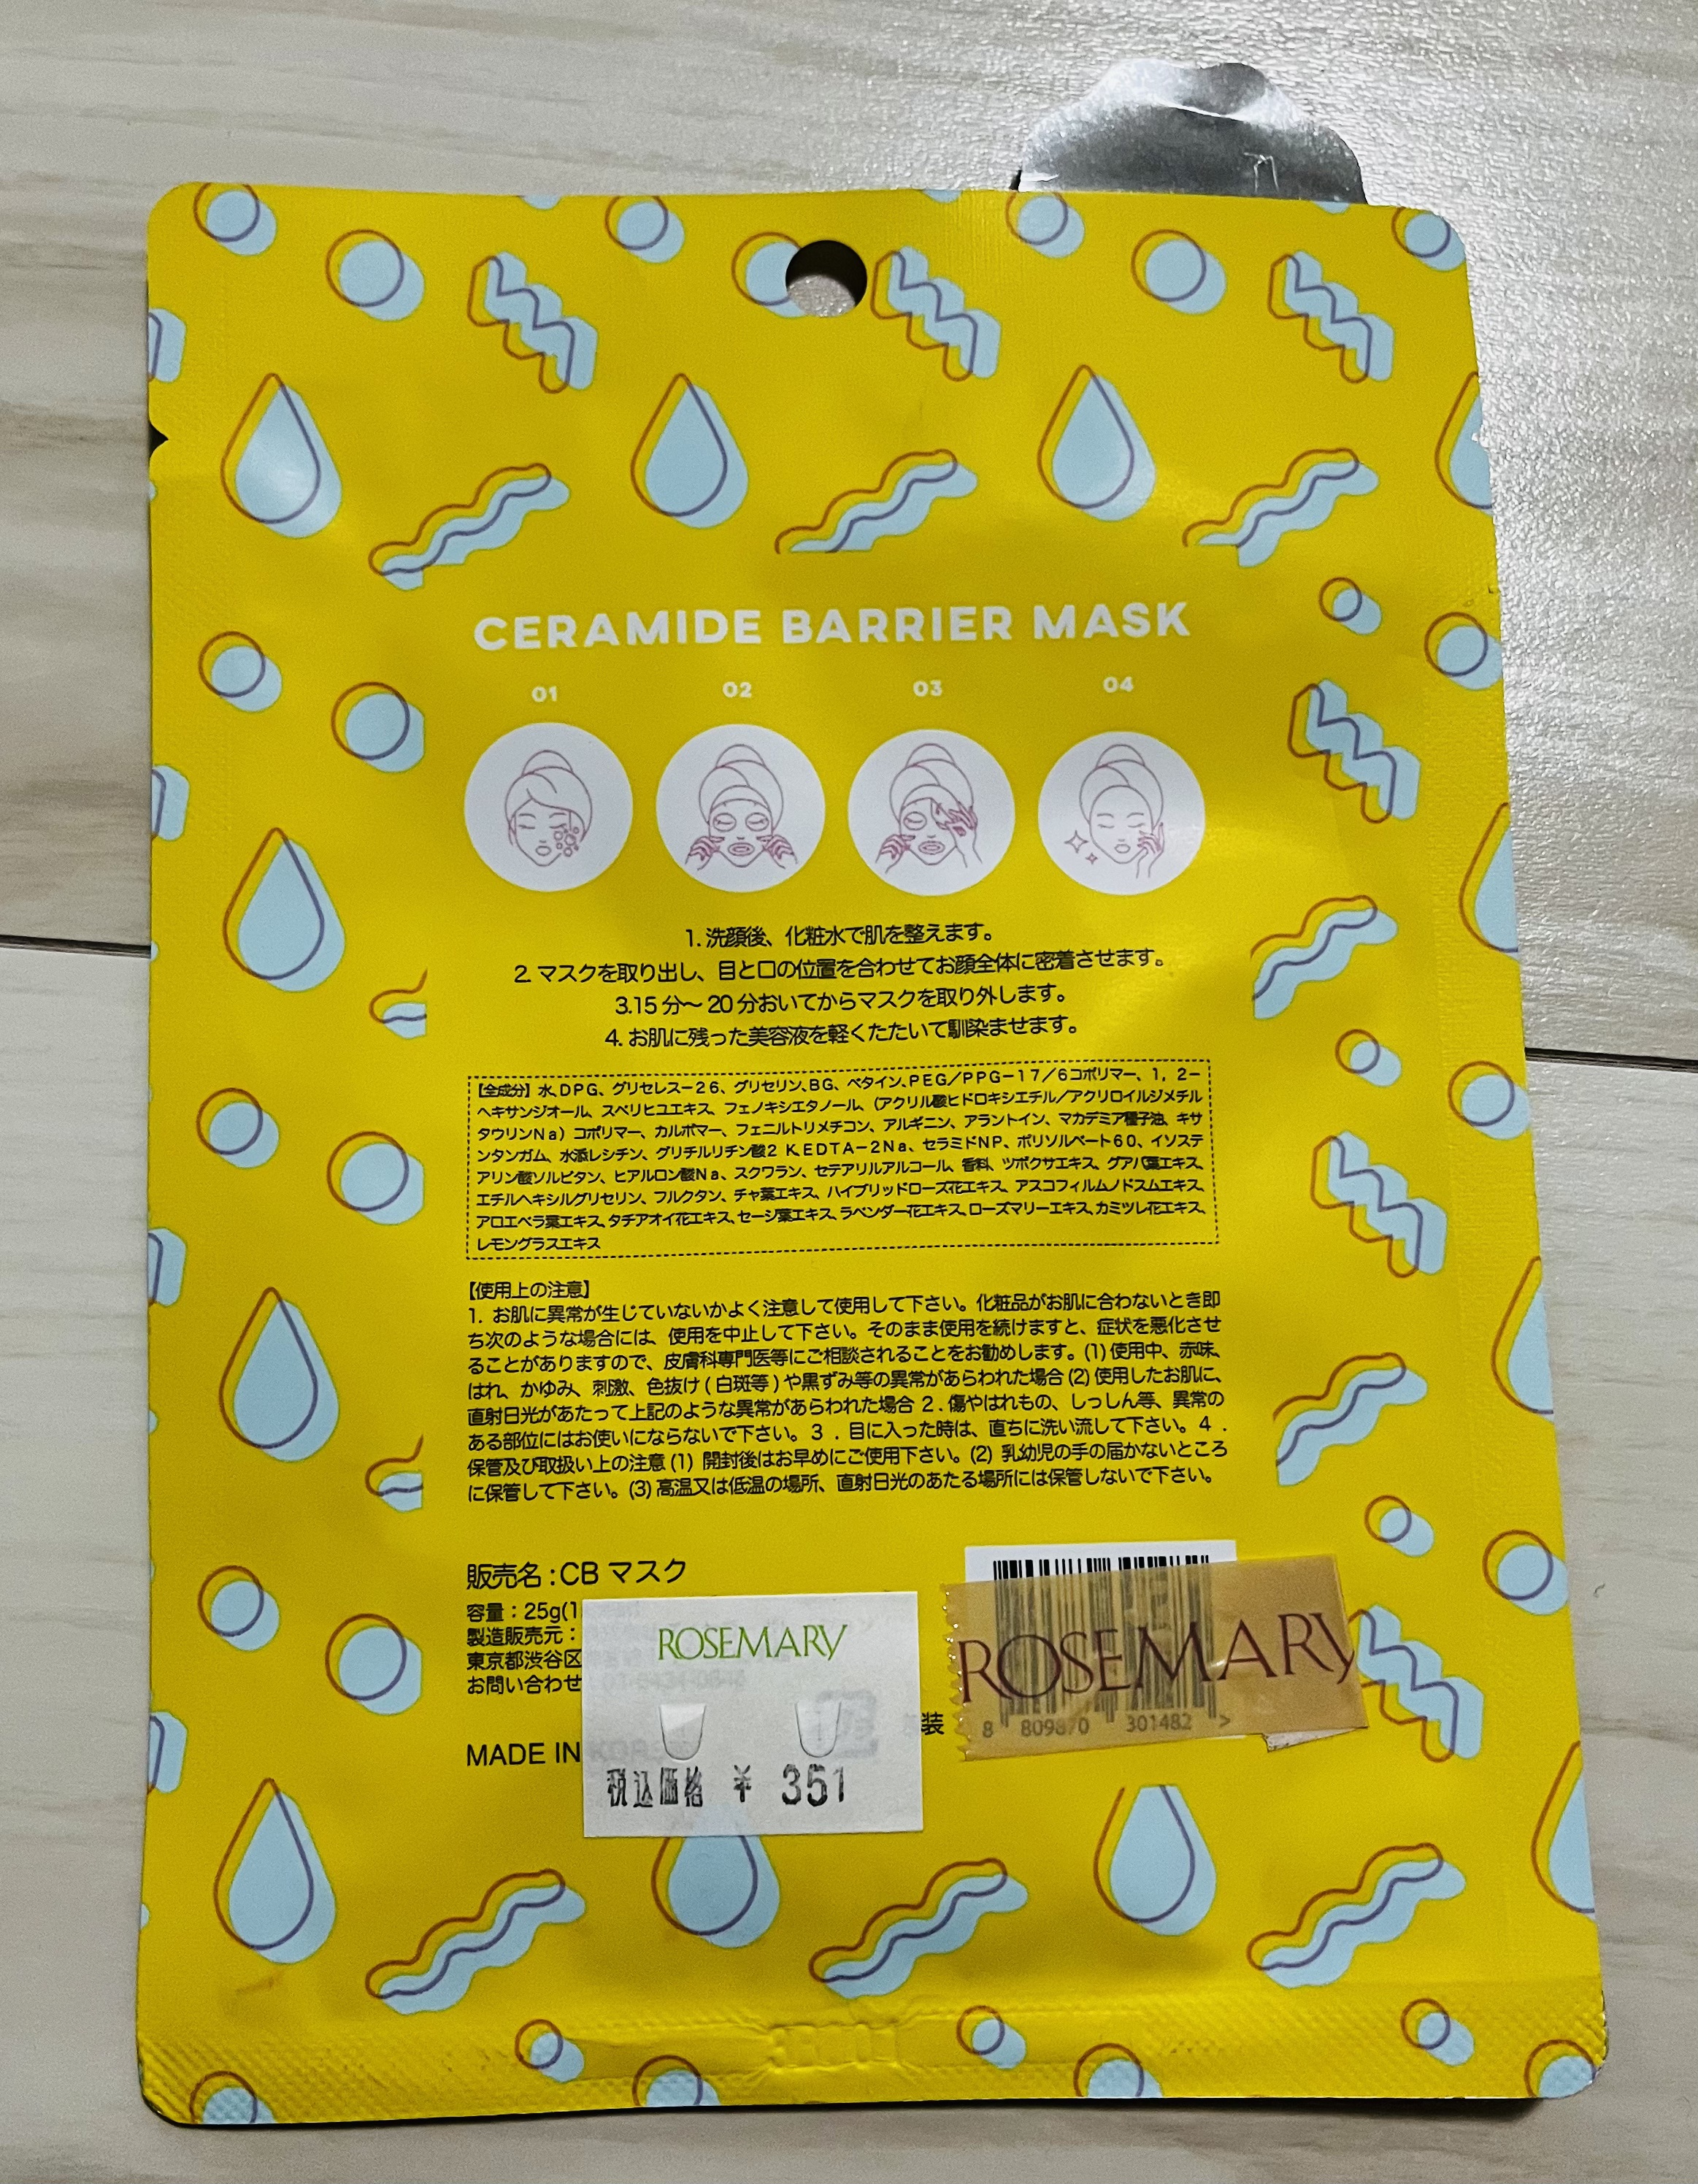 CERAMIDE BARRIER MASK
01 02 03 04
1. 洗顔後、化粧水で肌を整えます。
2. マスクを取り出し、目と口の位置を合わせてお顔全体に密着させます。
3.15 分～ 20 分おいてからマスクを取り外します。
4. お肌に残った美容液を軽くたたいて馴染ませます。
【全成分】水、DPG、グリセレス－26、グリセリン、BG、ベタイン、PEG／PPG－17／6コポリマー、1，2－
ヘキサンジオール、スベリヒユエキス、フェノキシエタノール、（アクリル酸ヒドロキシエチル／アクリロイルジメチル
タウリンNa）コポリマー、カルボマー、フェニルトリメチコン、アルギニン、アラントイン、マカデミア種子油、キサ
ンタンガム、水添レシチン、グリチルリチン酸2 K、EDTA－2Na、セラミドNP、ポリソルベート60、イソステ
アリン酸ソルビタン、ヒアルロン酸Na、スクワラン、セテアリルアルコール、香料、ツボクサエキス、グアバ葉エキス、
エチルヘキシルグリセリン、フルクタン、チャ葉エキス、ハイブリッドローズ花エキス、アスコフィルムノドスムエキス、
アロエベラ葉エキス、タチアオイ花エキス、セージ葉エキス、ラベンダー花エキス、ローズマリーエキス、カミツレ花エキス、
レモングラスエキス
【使用上の注意】
1. お肌に異常が生じていないかよく注意して使用して下さい。化粧品がお肌に合わないとき即
ち次のような場合には、使用を中止して下さい。そのまま使用を続けますと、症状を悪化させ
ることがありますので、皮膚科専門医等にご相談されることをお勧めします。(1) 使用中、赤味、
はれ、かゆみ、刺激、色抜け ( 白斑等 ) や黒ずみ等の異常があらわれた場合 (2) 使用したお肌に、
直射日光があたって上記のような異常があらわれた場合 2 . 傷やはれもの、しっしん等、異常の
ある部位にはお使いにならないで下さい。3 . 目に入った時は、直ちに洗い流して下さい。4 .
保管及び取扱い上の注意 (1) 開封後はお早めにご使用下さい。(2) 乳幼児の手の届かないところ
に保管して下さい。(3) 高温又は低温の場所、直射日光のあたる場所には保管しないで下さい。
販売名 : CB マスク
容量：25g(1
製造販売元：
東京都渋谷区
お問い合わせ
装
MADE IN
ROSEMARY
税込価格 ￥ 351
ROSEMARY
8 809870 301482 >